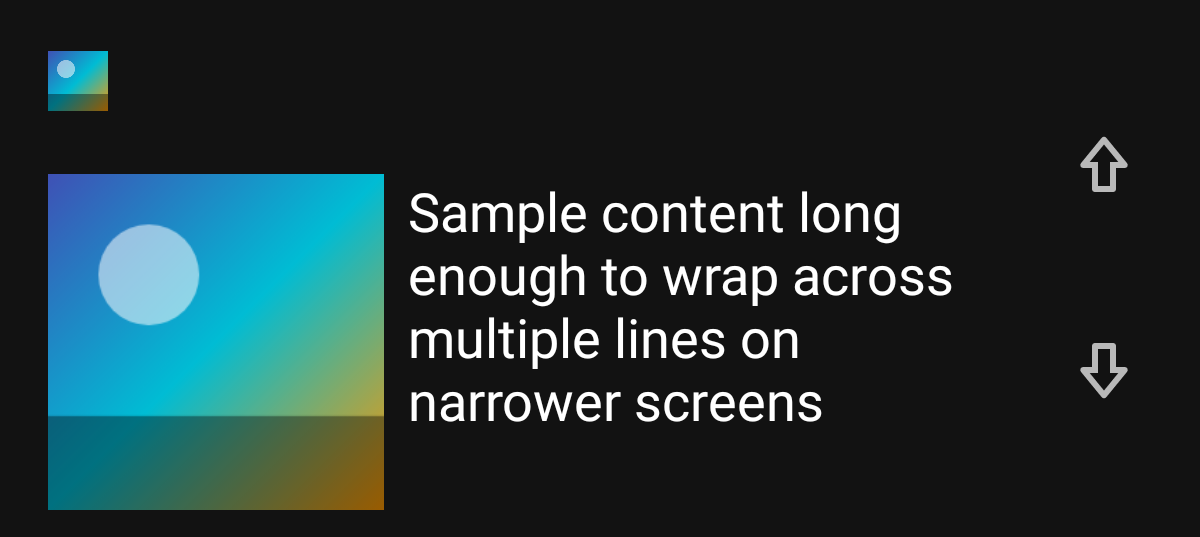 Sample content long
enough to wrap across
multiple lines on
narrower screens